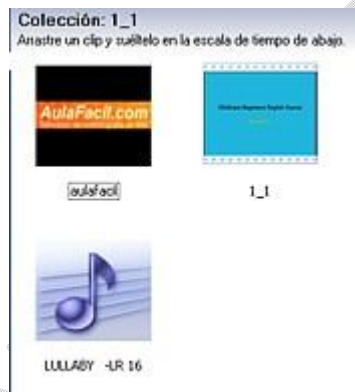 Colección: 1_1
Arrastre un clip y suéltelo en la escala de tiempo de abajo.
AulaFacil.com
aulafacil
1_1
LULLABY -LR 16